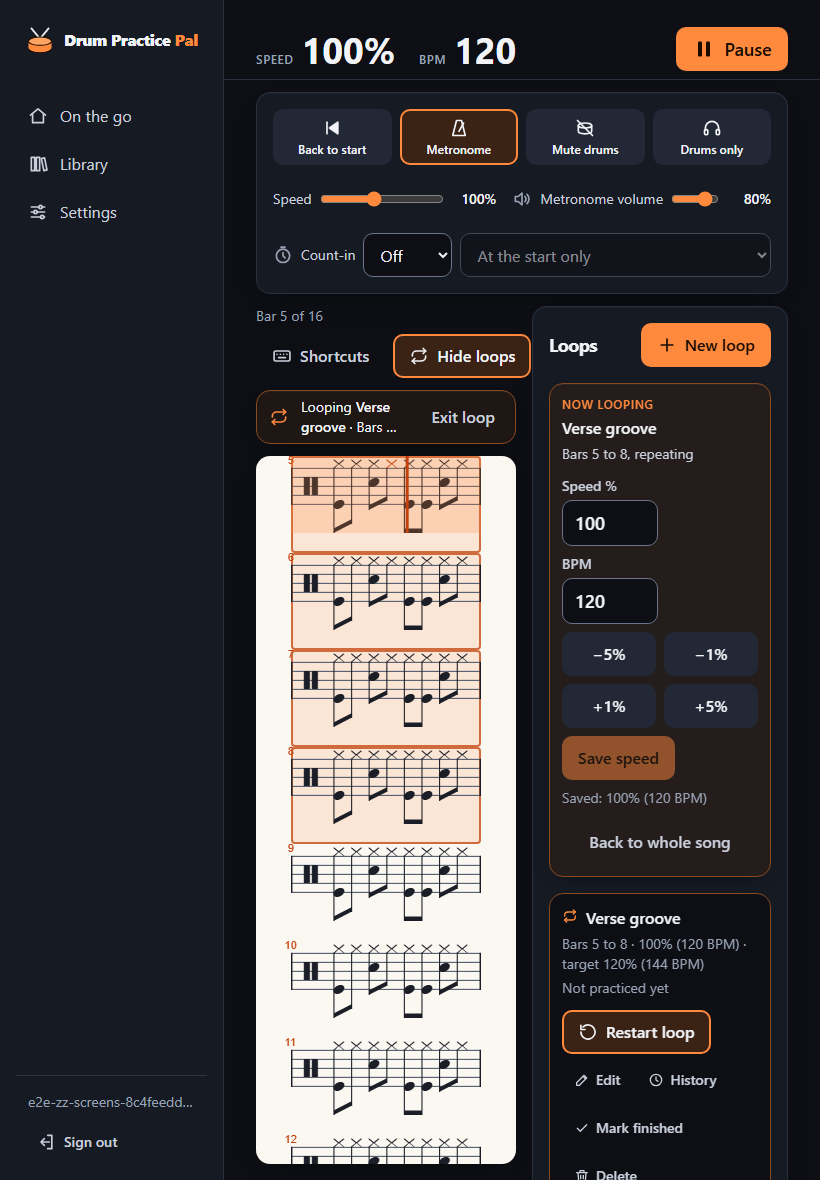 Drum Practice Pal
On the go
Library
Settings
e2e-zz-screens-8c4feedd...
Sign out
SPEED 100% BPM 120
Pause
Back to start
Metronome
Mute drums
Drums only
Speed 100%
Metronome volume 80%
Count-in Off At the start only
Bar 5 of 16
Shortcuts
Hide loops
Looping Verse
groove · Bars ...
Exit loop
5
6
7
8
9
10
11
12
Loops
New loop
NOW LOOPING
Verse groove
Bars 5 to 8, repeating
Speed %
100
BPM
120
−5%
−1%
+1%
+5%
Save speed
Saved: 100% (120 BPM)
Back to whole song
Verse groove
Bars 5 to 8 · 100% (120 BPM) ·
target 120% (144 BPM)
Not practiced yet
Restart loop
Edit
History
Mark finished
Delete